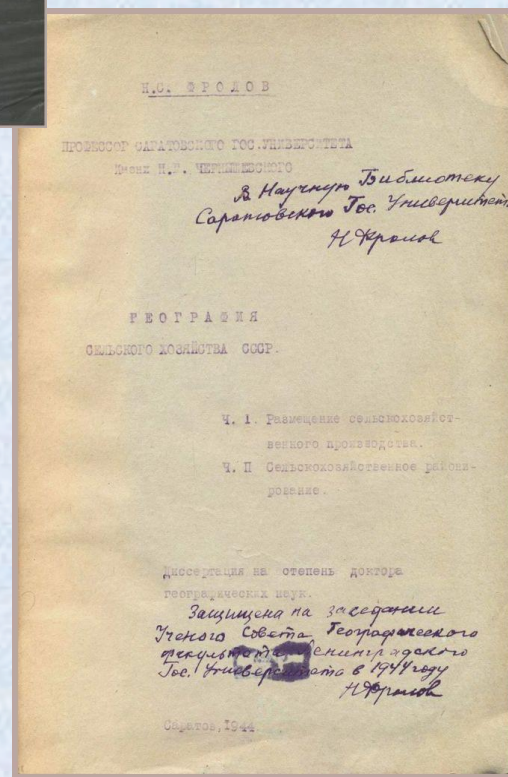 Н.С. ФРОЛОВ
ПРОФЕССОР САРАТОВСКОГО ГОС.УНИВЕРСИТЕТА
Имени Н.Г. ЧЕРНЫШЕВСКОГО
В Научную Библиотеку
Саратовского Гос. Университета
Н Фролов
ГЕОГРАФИЯ
СЕЛЬСКОГО ХОЗЯЙСТВА СССР.
Ч. I. Размещение сельскохозяйст-
венного производства.
Ч. П Сельскохозяйственное райони-
рование.
Диссертация на степень доктора
географических наук.
Защищена на заседании
Ученого Совета Географического
факультета Ленинградского
Гос. Университета в 1944 году
Н Фролов
Саратов, 1944